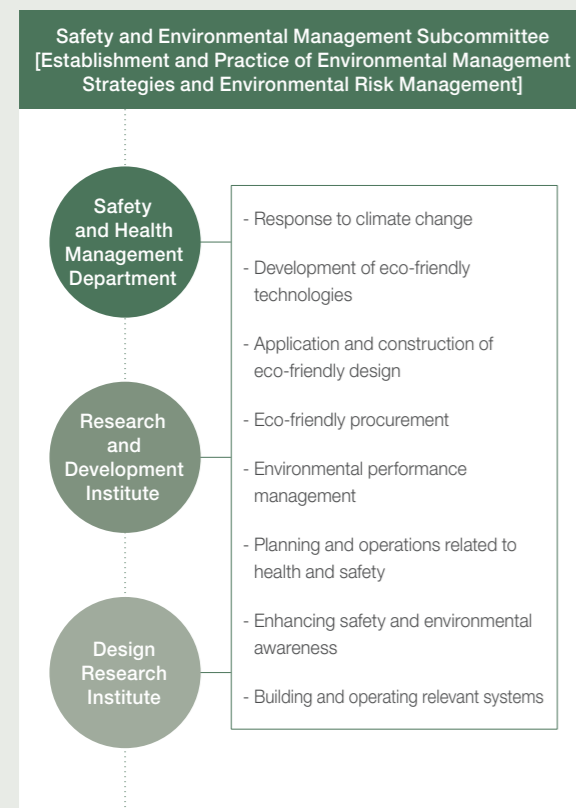 Safety and Environmental Management Subcommittee
[Establishment and Practice of Environmental Management
Strategies and Environmental Risk Management]
Safety
and Health
Management
Department
Research
and
Development
Institute
Design
Research
Institute
- Response to climate change
- Development of eco-friendly
technologies
- Application and construction of
eco-friendly design
- Eco-friendly procurement
- Environmental performance
management
- Planning and operations related to
health and safety
- Enhancing safety and environmental
awareness
- Building and operating relevant systems